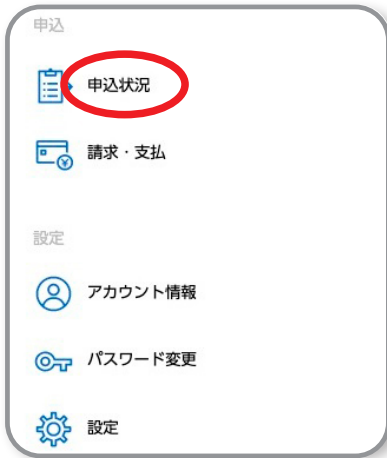 申込
申込状況
請求・支払
設定
アカウント情報
パスワード変更
設定